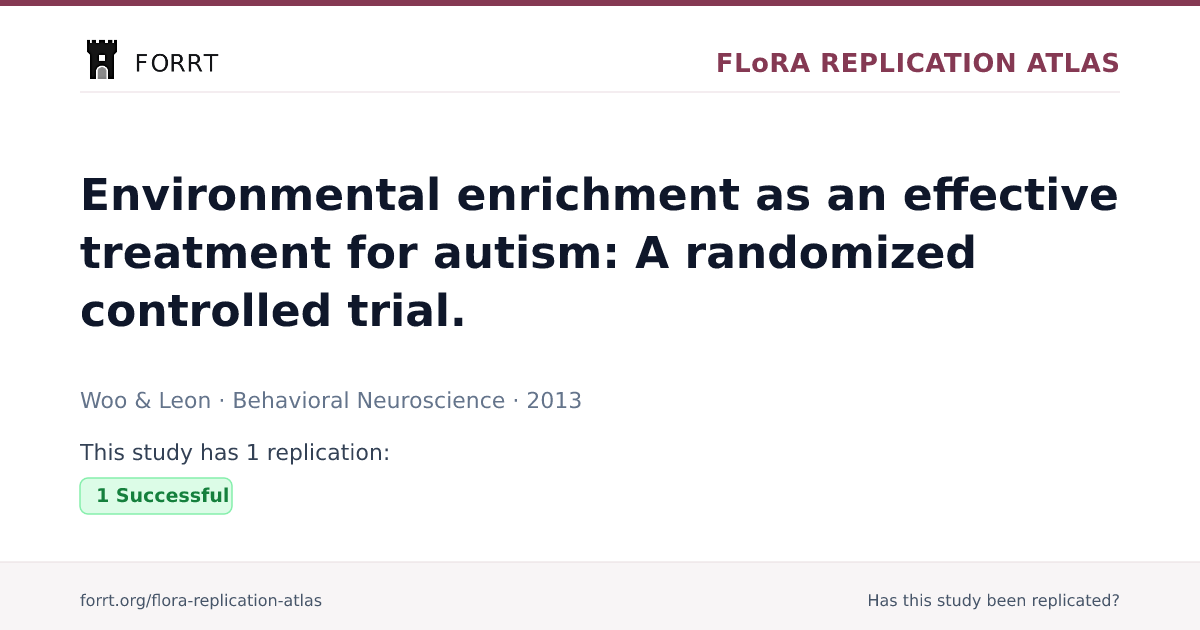 FORRT
FLoRA REPLICATION ATLAS
Environmental enrichment as an effective
treatment for autism: A randomized
controlled trial.
Woo & Leon · Behavioral Neuroscience · 2013
This study has 1 replication:
1 Successful
forrt.org/flora-replication-atlas
Has this study been replicated?